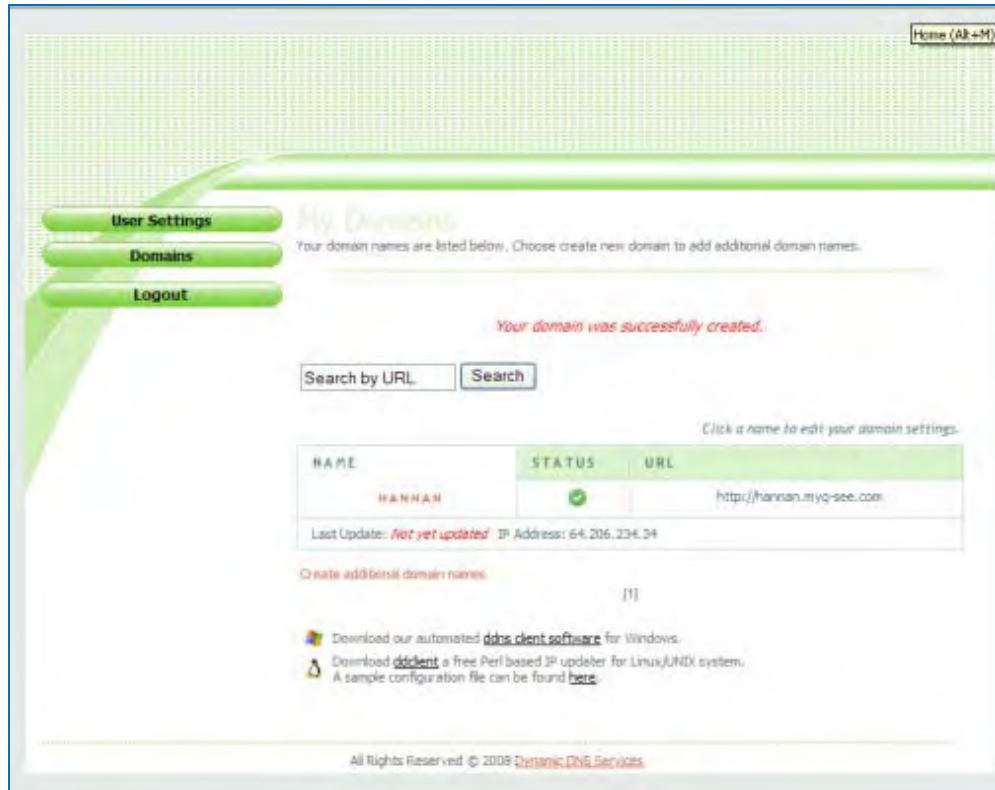 Home (Alt+M)
User Settings
Domains
Logout
My Domains
Your domain names are listed below. Choose create new domain to add additional domain names.
Your domain was successfully created.
Search by URL Search
Click a name to edit your domain settings.
NAME STATUS URL
HANNAN http://hannan.myq-see.com
Last Update: Not yet updated IP Address: 64.206.234.34
Create additional domain names
[1]
Download our automated ddns client software for Windows.
Download ddclient a free Perl based IP updater for Linux/UNIX system.
A sample configuration file can be found here.
All Rights Reserved © 2008 Dynamic DNS Services